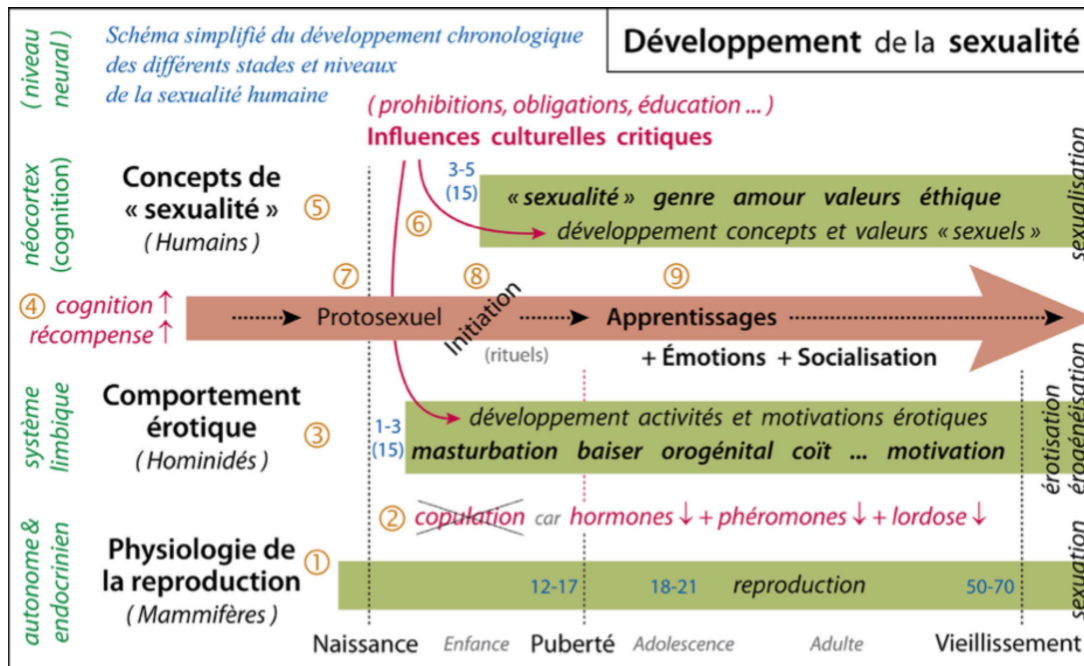 Développement de la sexualité
Schéma simplifié du développement chronologique
des différents stades et niveaux
de la sexualité humaine
( niveau
neural )
( prohibitions, obligations, éducation ... )
Influences culturelles critiques
néocortex
(cognition)
Concepts de
« sexualité »
( Humains )
⑤
⑥
3-5
(15)
« sexualité » genre amour valeurs éthique
développement concepts et valeurs « sexuels »
sexualisation
④ cognition ↑
récompense ↑
⑦
⑧
⑨
Protosexuel
Initiation
(rituels)
Apprentissages
+ Émotions + Socialisation
système
limbique
Comportement
érotique
( Hominidés )
③
1-3
(15)
développement activités et motivations érotiques
masturbation baiser orogénital coït ... motivation
érotisation
érogénéisation
② copulation car hormones ↓ + phéromones ↓ + lordose ↓
autonome &
endocrinien
Physiologie de
la reproduction
( Mammifères )
①
12-17
18-21
reproduction
50-70
sexuation
Naissance
Enfance
Puberté
Adolescence
Adulte
Vieillissement